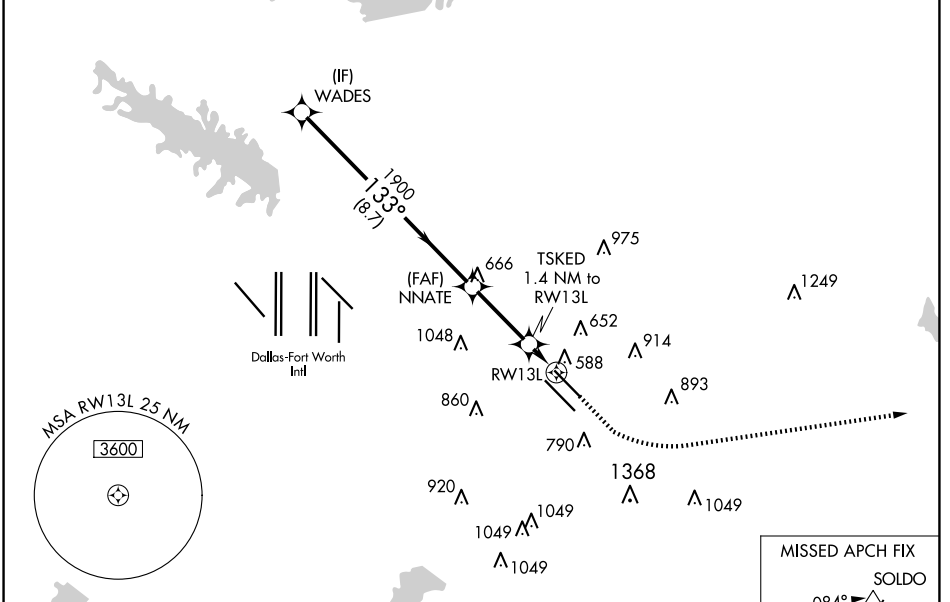 (IF)
WADES
1900
133°
(8.7)
975
TSKED
1.4 NM to
RW13L
666
(FAF)
NNATE
1249
652
1048
914
588
Dallas-Fort Worth
Intl
RW13L
893
860
MSA RW13L 25 NM
3600
790
1368
920
1049
1049
1049
1049
MISSED APCH FIX
SOLDO
084°